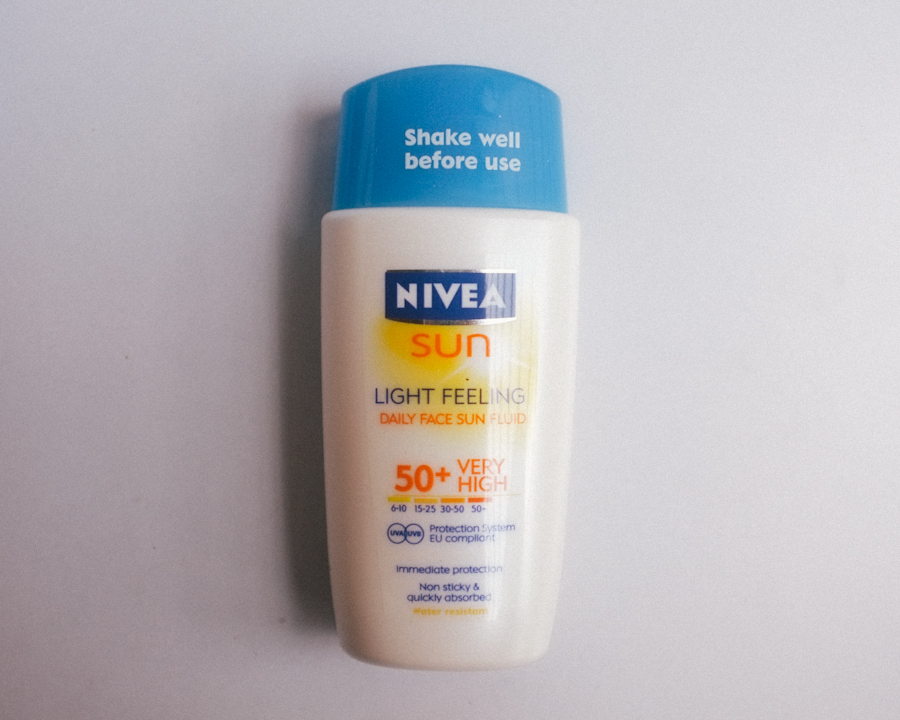 Shake well
before use
NIVEA
sun
LIGHT FEELING
DAILY FACE SUN FLUID
50+ VERY
HIGH
6-10 15-25 30-50 50+
UVA UVB Protection System
EU compliant
Immediate protection
Non sticky &
quickly absorbed
Water resistant